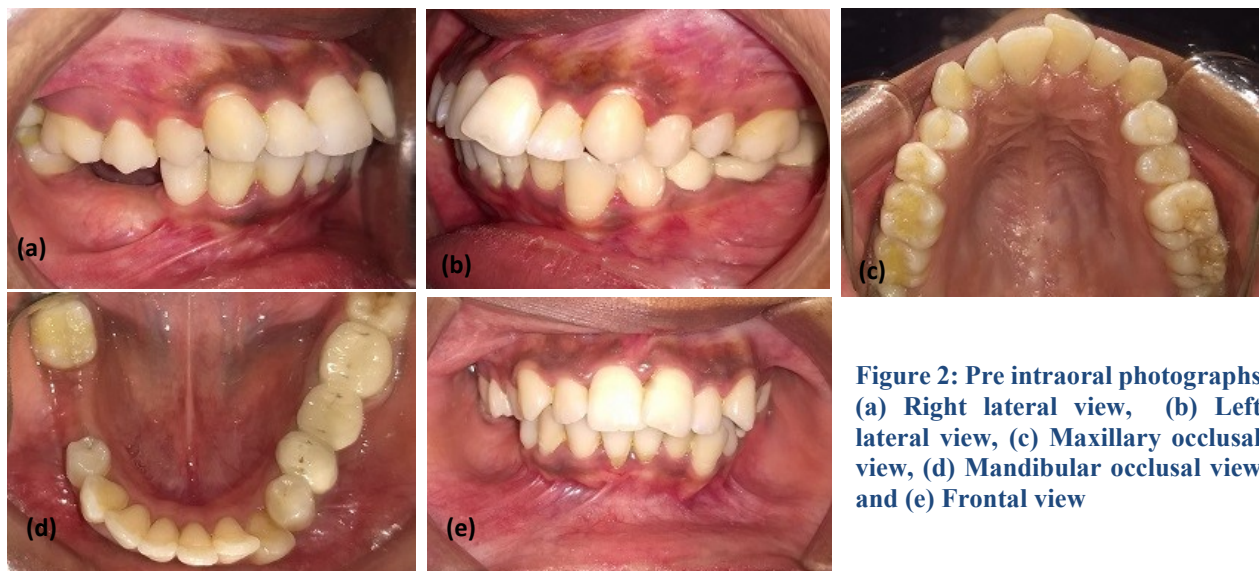 (a)
(b)
(c)
(d)
(e)
Figure 2: Pre intraoral photographs
(a) Right lateral view, (b) Left
lateral view, (c) Maxillary occlusal
view, (d) Mandibular occlusal view
and (e) Frontal view